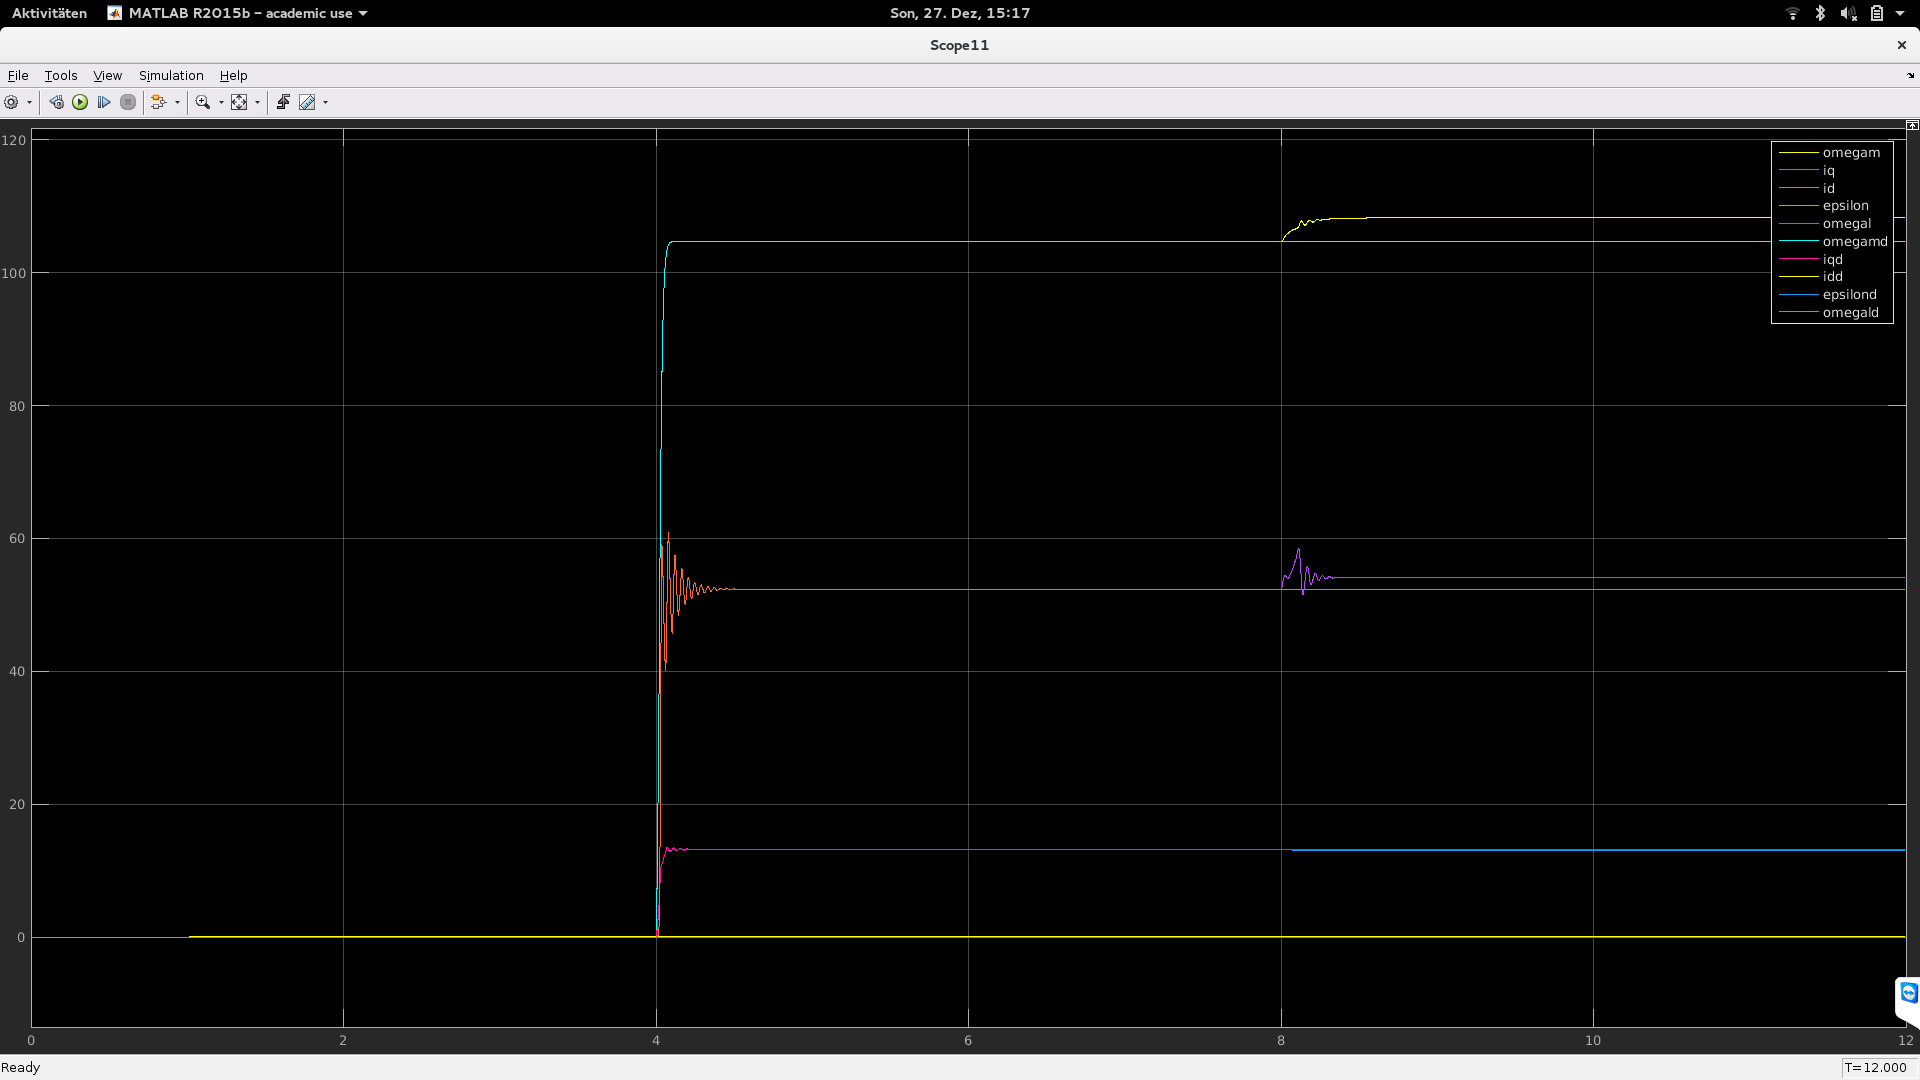 Aktivitäten MATLAB R2015b – academic use Son, 27. Dez, 15:17
Scope11
File Tools View Simulation Help
120
100
80
60
40
20
0
0 2 4 6 8 10 12
omegam
iq
id
epsilon
omegal
omegamd
iqd
idd
epsilond
omegald
Ready T=12.000